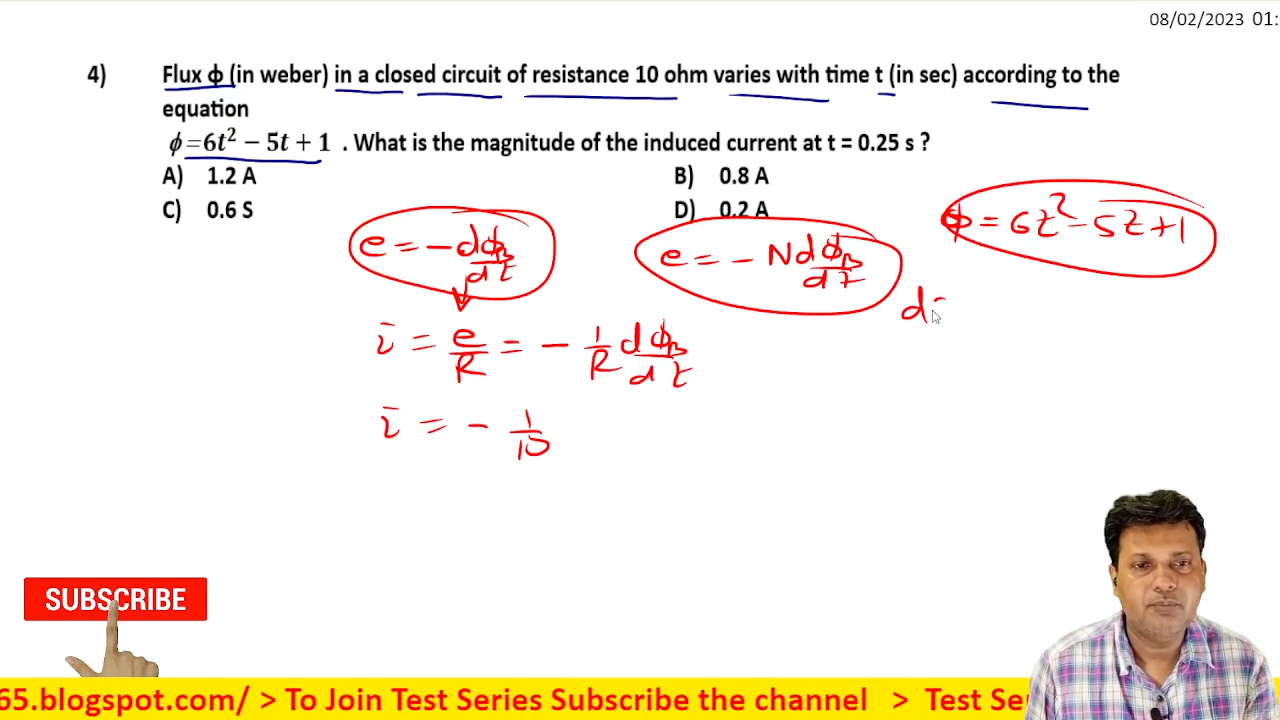 08/02/2023 01:
4) Flux ϕ (in weber) in a closed circuit of resistance 10 ohm varies with time t (in sec) according to the
equation
ϕ=6t² − 5t + 1 . What is the magnitude of the induced current at t = 0.25 s ?
A) 1.2 A B) 0.8 A
C) 0.6 S D) 0.2 A
ϕ = 6t² - 5t + 1
e = - dϕB/dt e = - N dϕB/dt
d
i = e/R = - 1/R dϕB/dt
i = - 1/10
SUBSCRIBE
65.blogspot.com/ > To Join Test Series Subscribe the channel > Test Se